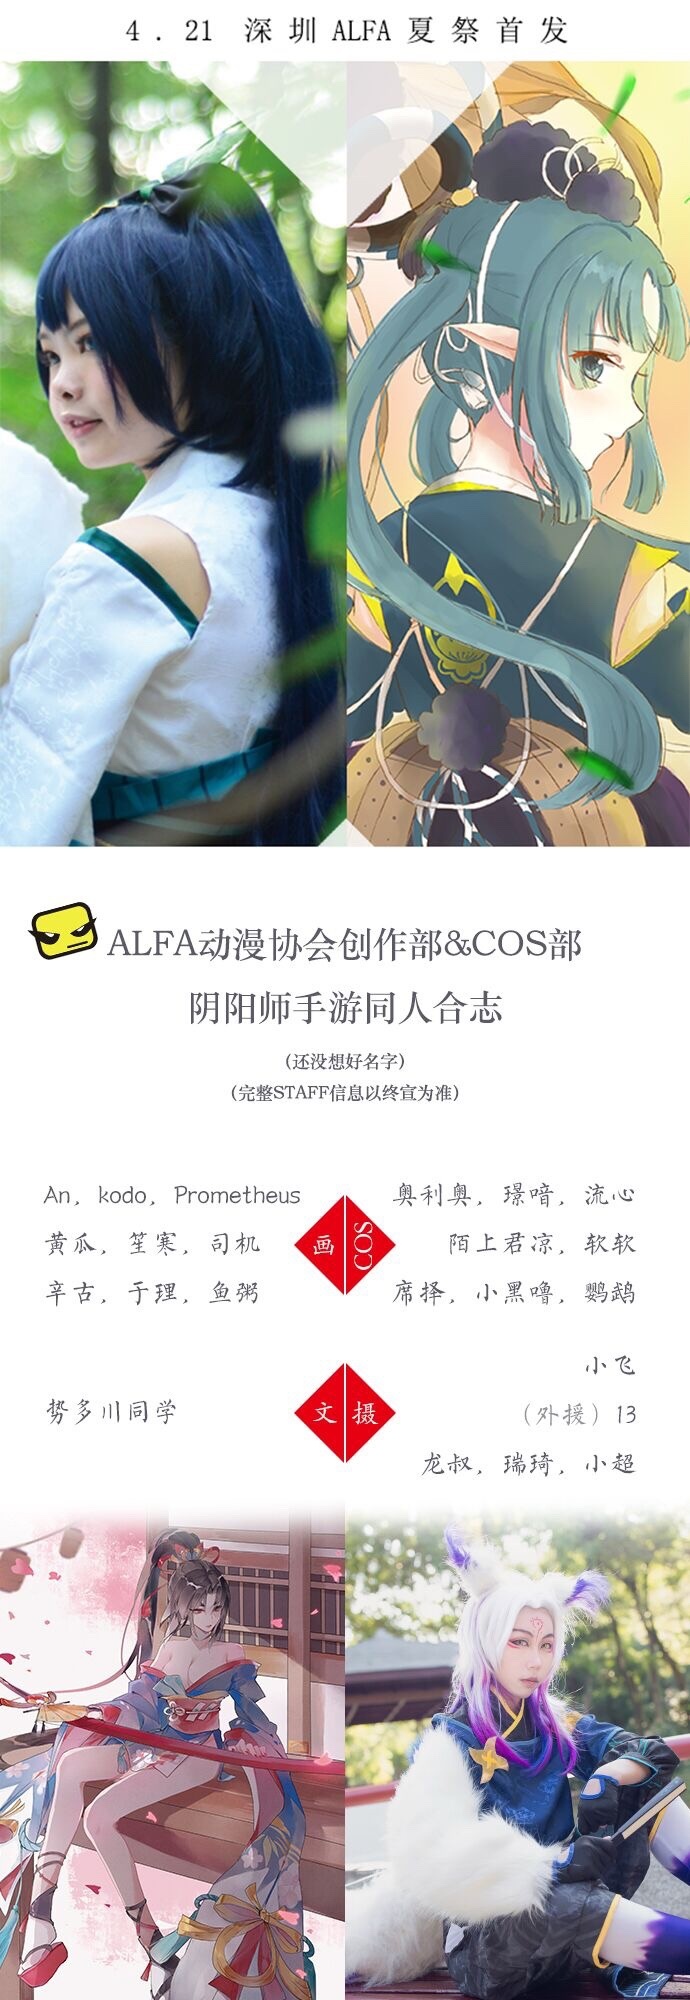 4 . 21 深圳 ALFA 夏祭首发
ALFA动漫协会创作部&COS部
阴阳师手游同人合志
（还没想好名字）
（完整STAFF信息以终宣为准）
An，kodo，Prometheus
黄瓜，笙寒，司机
辛古，于理，鱼粥
画
COS
奥利奥，璟喑，流心
陌上君凉，软软
席择，小黑噜，鹦鹉
势多川同学
文
摄
小飞
（外援）13
龙叔，瑞琦，小超